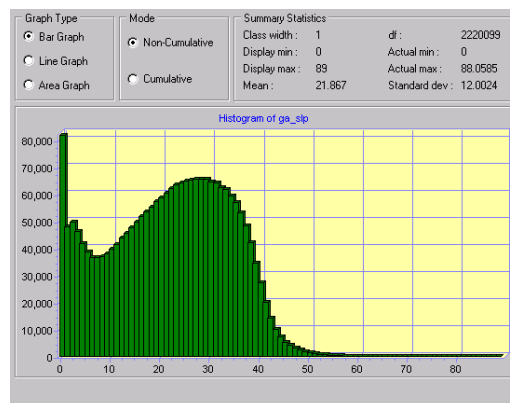 Graph Type
Bar Graph
Line Graph
Area Graph
Mode
Non-Cumulative
Cumulative
Summary Statistics
Class width : 1 df : 2220099
Display min : 0 Actual min : 0
Display max : 89 Actual max : 88.0585
Mean : 21.867 Standard dev : 12.0024
Histogram of ga_slp
80,000
70,000
60,000
50,000
40,000
30,000
20,000
10,000
0
0 10 20 30 40 50 60 70 80